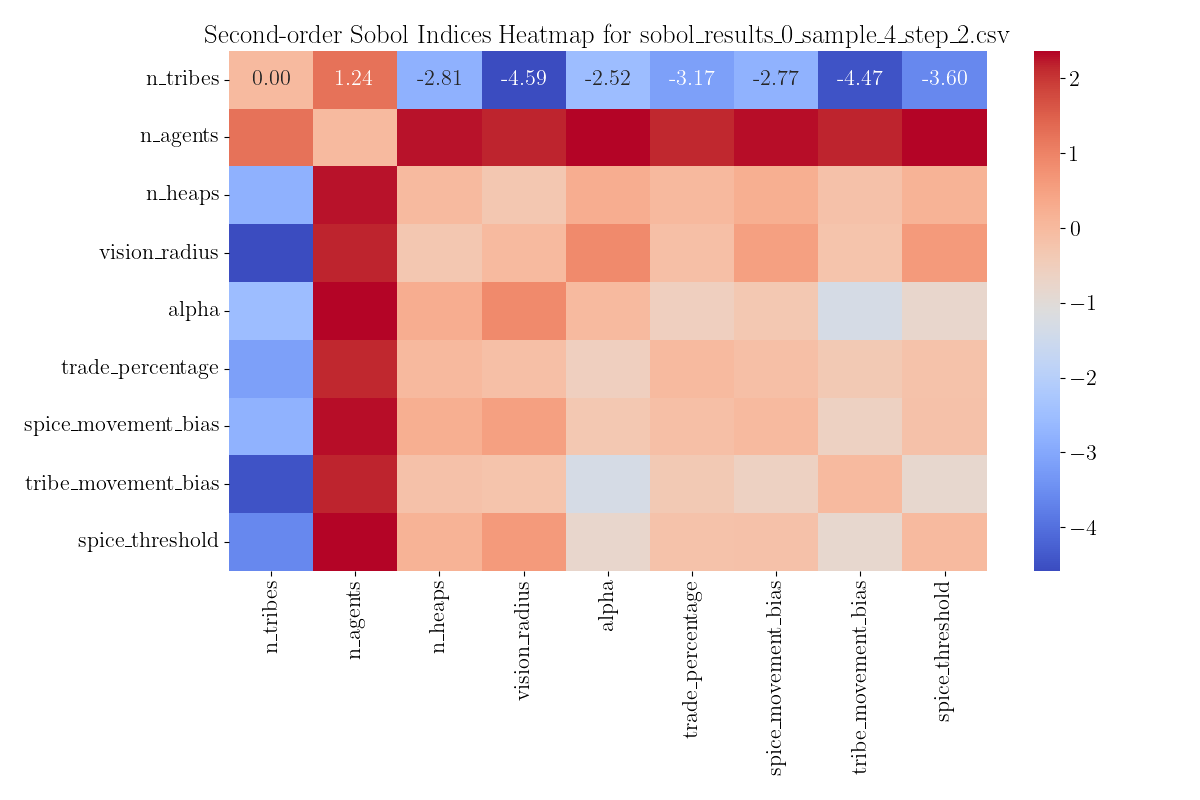 Second-order Sobol Indices Heatmap for sobol_results_0_sample_4_step_2.csv
n_tribes 0.00 1.24 -2.81 -4.59 -2.52 -3.17 -2.77 -4.47 -3.60
n_agents
n_heaps
vision_radius
alpha
trade_percentage
spice_movement_bias
tribe_movement_bias
spice_threshold
n_tribes
n_agents
n_heaps
vision_radius
alpha
trade_percentage
spice_movement_bias
tribe_movement_bias
spice_threshold
2
1
0
−1
−2
−3
−4